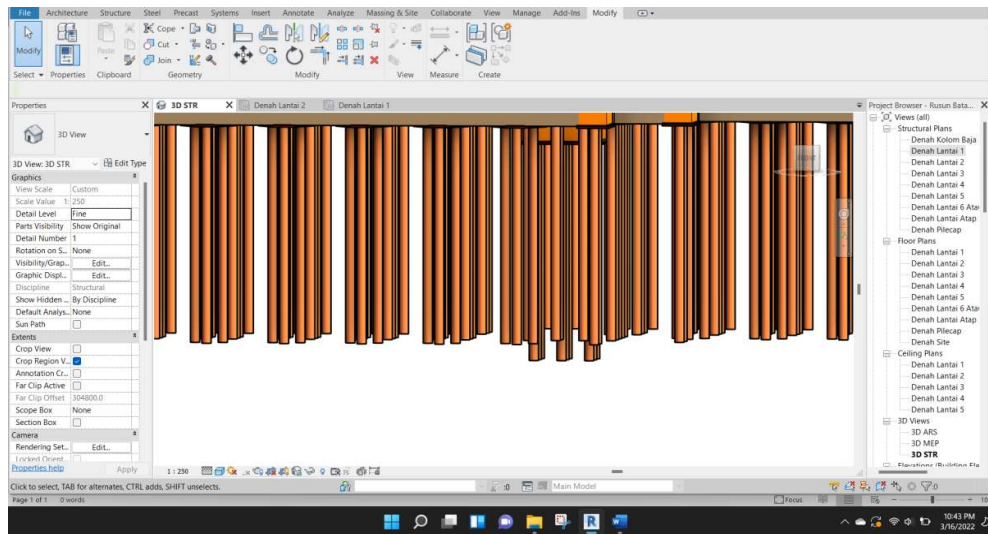 File Architecture Structure Steel Precast Systems Insert Annotate Analyze Massing & Site Collaborate View Manage Add-Ins Modify
Modify
Paste
Cope
Cut
Join
Select Properties Clipboard Geometry Modify View Measure Create
Properties
3D STR
Denah Lantai 2
Denah Lantai 1
Project Browser - Rusun Bata...
3D View
3D View: 3D STR
Edit Type
Graphics
View Scale Custom
Scale Value 1: 250
Detail Level Fine
Parts Visibility Show Original
Detail Number 1
Rotation on S... None
Visibility/Grap... Edit...
Graphic Displ... Edit...
Discipline Structural
Show Hidden ... By Discipline
Default Analys... None
Sun Path
Extents
Crop View
Crop Region V...
Annotation Cr...
Far Clip Active
Far Clip Offset 304800.0
Scope Box None
Section Box
Camera
Rendering Set... Edit...
Locked Orient...
Properties help
Apply
1 : 250
Views (all)
Structural Plans
Denah Kolom Baja
Denah Lantai 1
Denah Lantai 2
Denah Lantai 3
Denah Lantai 4
Denah Lantai 5
Denah Lantai 6 Ata
Denah Lantai Atap
Denah Pilecap
Floor Plans
Denah Lantai 1
Denah Lantai 2
Denah Lantai 3
Denah Lantai 4
Denah Lantai 5
Denah Lantai 6 Ata
Denah Lantai Atap
Denah Pilecap
Denah Site
Ceiling Plans
Denah Lantai 1
Denah Lantai 2
Denah Lantai 3
Denah Lantai 4
Denah Lantai 5
3D Views
3D ARS
3D MEP
3D STR
Elevations (Building Ele
Click to select, TAB for alternates, CTRL adds, SHIFT unselects.
:0
Main Model
:0
Page 1 of 1 0 words
Focus
10
10:43 PM
3/16/2022